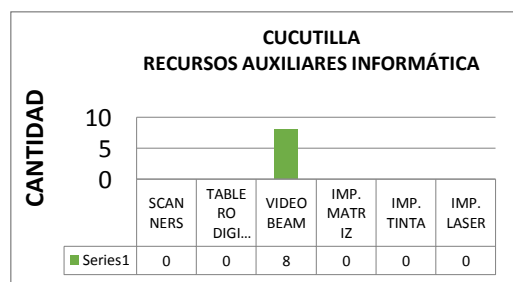 CUCUTILLA
RECURSOS AUXILIARES INFORMÁTICA
CANTIDAD
10
5
0
SCAN
NERS
TABLE
RO
DIGI...
VIDEO
BEAM
IMP.
MATR
IZ
IMP.
TINTA
IMP.
LASER
Series1 0 0 8 0 0 0